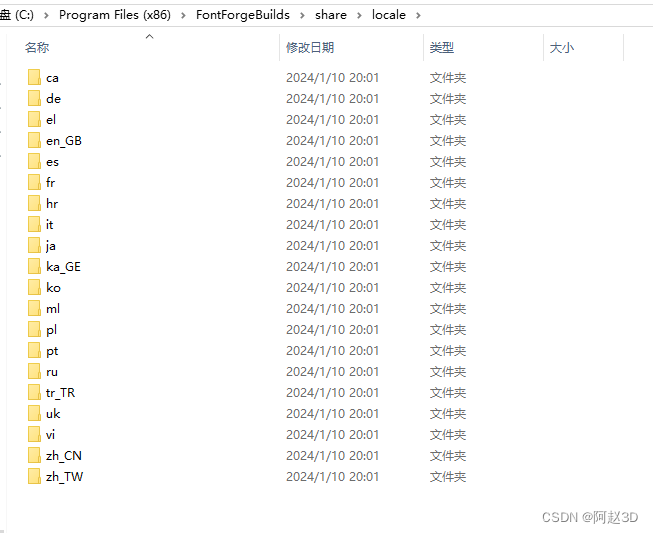 盘 (C:) > Program Files (x86) > FontForgeBuilds > share > locale >
名称 修改日期 类型 大小
ca 2024/1/10 20:01 文件夹
de 2024/1/10 20:01 文件夹
el 2024/1/10 20:01 文件夹
en_GB 2024/1/10 20:01 文件夹
es 2024/1/10 20:01 文件夹
fr 2024/1/10 20:01 文件夹
hr 2024/1/10 20:01 文件夹
it 2024/1/10 20:01 文件夹
ja 2024/1/10 20:01 文件夹
ka_GE 2024/1/10 20:01 文件夹
ko 2024/1/10 20:01 文件夹
ml 2024/1/10 20:01 文件夹
pl 2024/1/10 20:01 文件夹
pt 2024/1/10 20:01 文件夹
ru 2024/1/10 20:01 文件夹
tr_TR 2024/1/10 20:01 文件夹
uk 2024/1/10 20:01 文件夹
vi 2024/1/10 20:01 文件夹
zh_CN 2024/1/10 20:01 文件夹
zh_TW 2024/1/10 20:01 文件夹
CSDN @阿赵3D